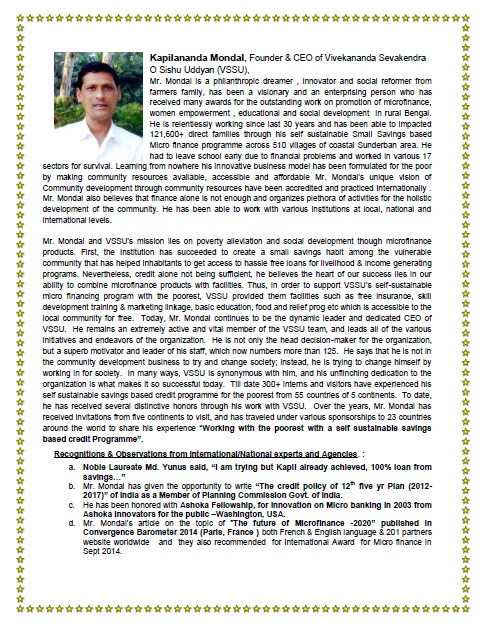 Kapilananda Mondal, Founder & CEO of Vivekananda Sevakendra
O Sishu Uddyan (VSSU),
Mr. Mondal is a philanthropic dreamer , innovator and social reformer from
farmers family, has been a visionary and an enterprising person who has
received many awards for the outstanding work on promotion of microfinance,
women empowerment , educational and social development in rural Bengal.
He is relentlessly working since last 30 years and has been able to impacted
121,600+ direct families through his self sustainable Small Savings based
Micro finance programme across 510 villages of coastal Sunderban area. He
had to leave school early due to financial problems and worked in various 17
sectors for survival. Learning from nowhere his innovative business model has been formulated for the poor
by making community resources available, accessible and affordable Mr. Mondal's unique vision of
Community development through community resources have been accredited and practiced internationally .
Mr. Mondal also believes that finance alone is not enough and organizes plethora of activities for the holistic
development of the community. He has been able to work with various institutions at local, national and
international levels.
Mr. Mondal and VSSU's mission lies on poverty alleviation and social development though microfinance
products. First, the institution has succeeded to create a small savings habit among the vulnerable
community that has helped inhabitants to get access to hassle free loans for livelihood & income generating
programs. Nevertheless, credit alone not being sufficient, he believes the heart of our success lies in our
ability to combine microfinance products with facilities. Thus, in order to support VSSU's self-sustainable
micro financing program with the poorest, VSSU provided them facilities such as free insurance, skill
development training & marketing linkage, basic education, food and relief prog etc which is accessible to the
local community for free. Today, Mr. Mondal continues to be the dynamic leader and dedicated CEO of
VSSU. He remains an extremely active and vital member of the VSSU team, and leads all of the various
initiatives and endeavors of the organization. He is not only the head decision-maker for the organization,
but a superb motivator and leader of his staff, which now numbers more than 125. He says that he is not in
the community development business to try and change society; instead, he is trying to change himself by
working in for society. In many ways, VSSU is synonymous with him, and his unflinching dedication to the
organization is what makes it so successful today. Till date 300+ interns and visitors have experienced his
self sustainable savings based credit programme for the poorest from 55 countries of 5 continents. To date,
he has received several distinctive honors through his work with VSSU. Over the years, Mr. Mondal has
received invitations from five continents to visit, and has traveled under various sponsorships to 23 countries
around the world to share his experience “Working with the poorest with a self sustainable savings
based credit Programme”.
Recognitions & Observations from International/National experts and Agencies. :
a. Noble Laureate Md. Yunus said, “I am trying but Kapil already achieved, 100% loan from
savings…”
b. Mr. Mondal has given the opportunity to write “The credit policy of 12th five yr Plan (2012-
2017)” of India as a Member of Planning Commission Govt. of India.
c. He has been honored with Ashoka Fellowship, for innovation on Micro banking in 2003 from
Ashoka Innovators for the public –Washington, USA.
d. Mr. Mondal's article on the topic of “The future of Microfinance -2020” published in
Convergence Barometer 2014 (Paris, France ) both French & English language & 201 partners
website worldwide and they also recommended for International Award for Micro finance in
Sept 2014.